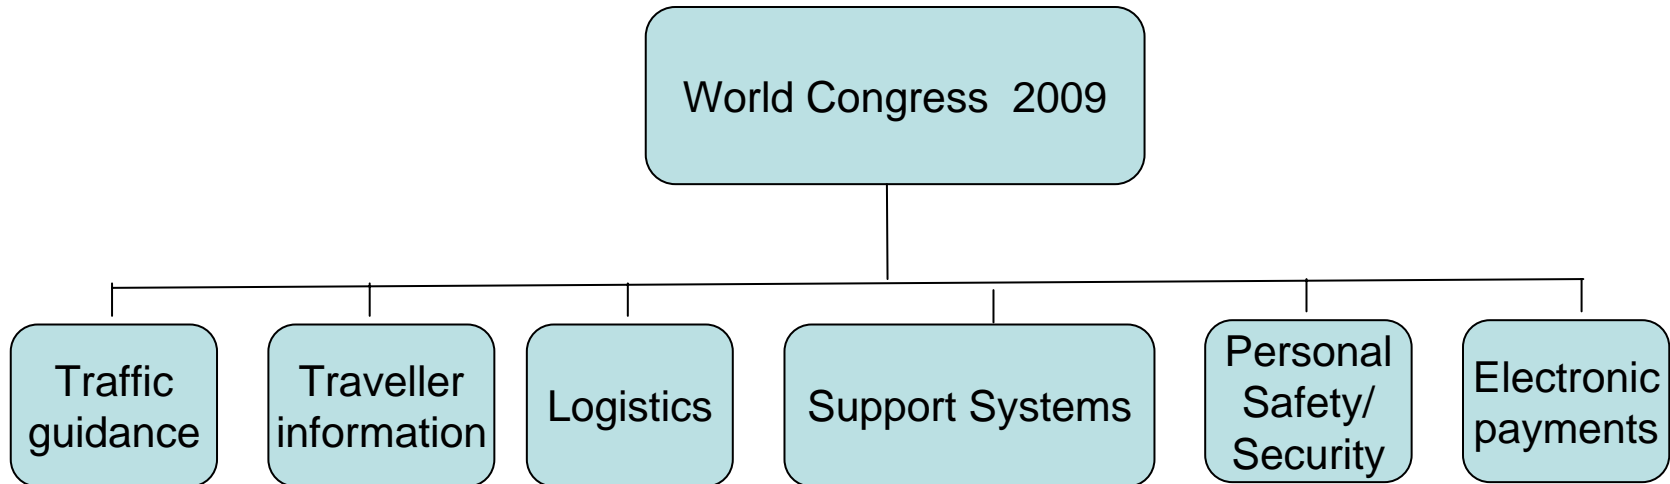 World Congress 2009
Traffic
guidance
Traveller
information
Logistics
Support Systems
Personal
Safety/
Security
Electronic
payments